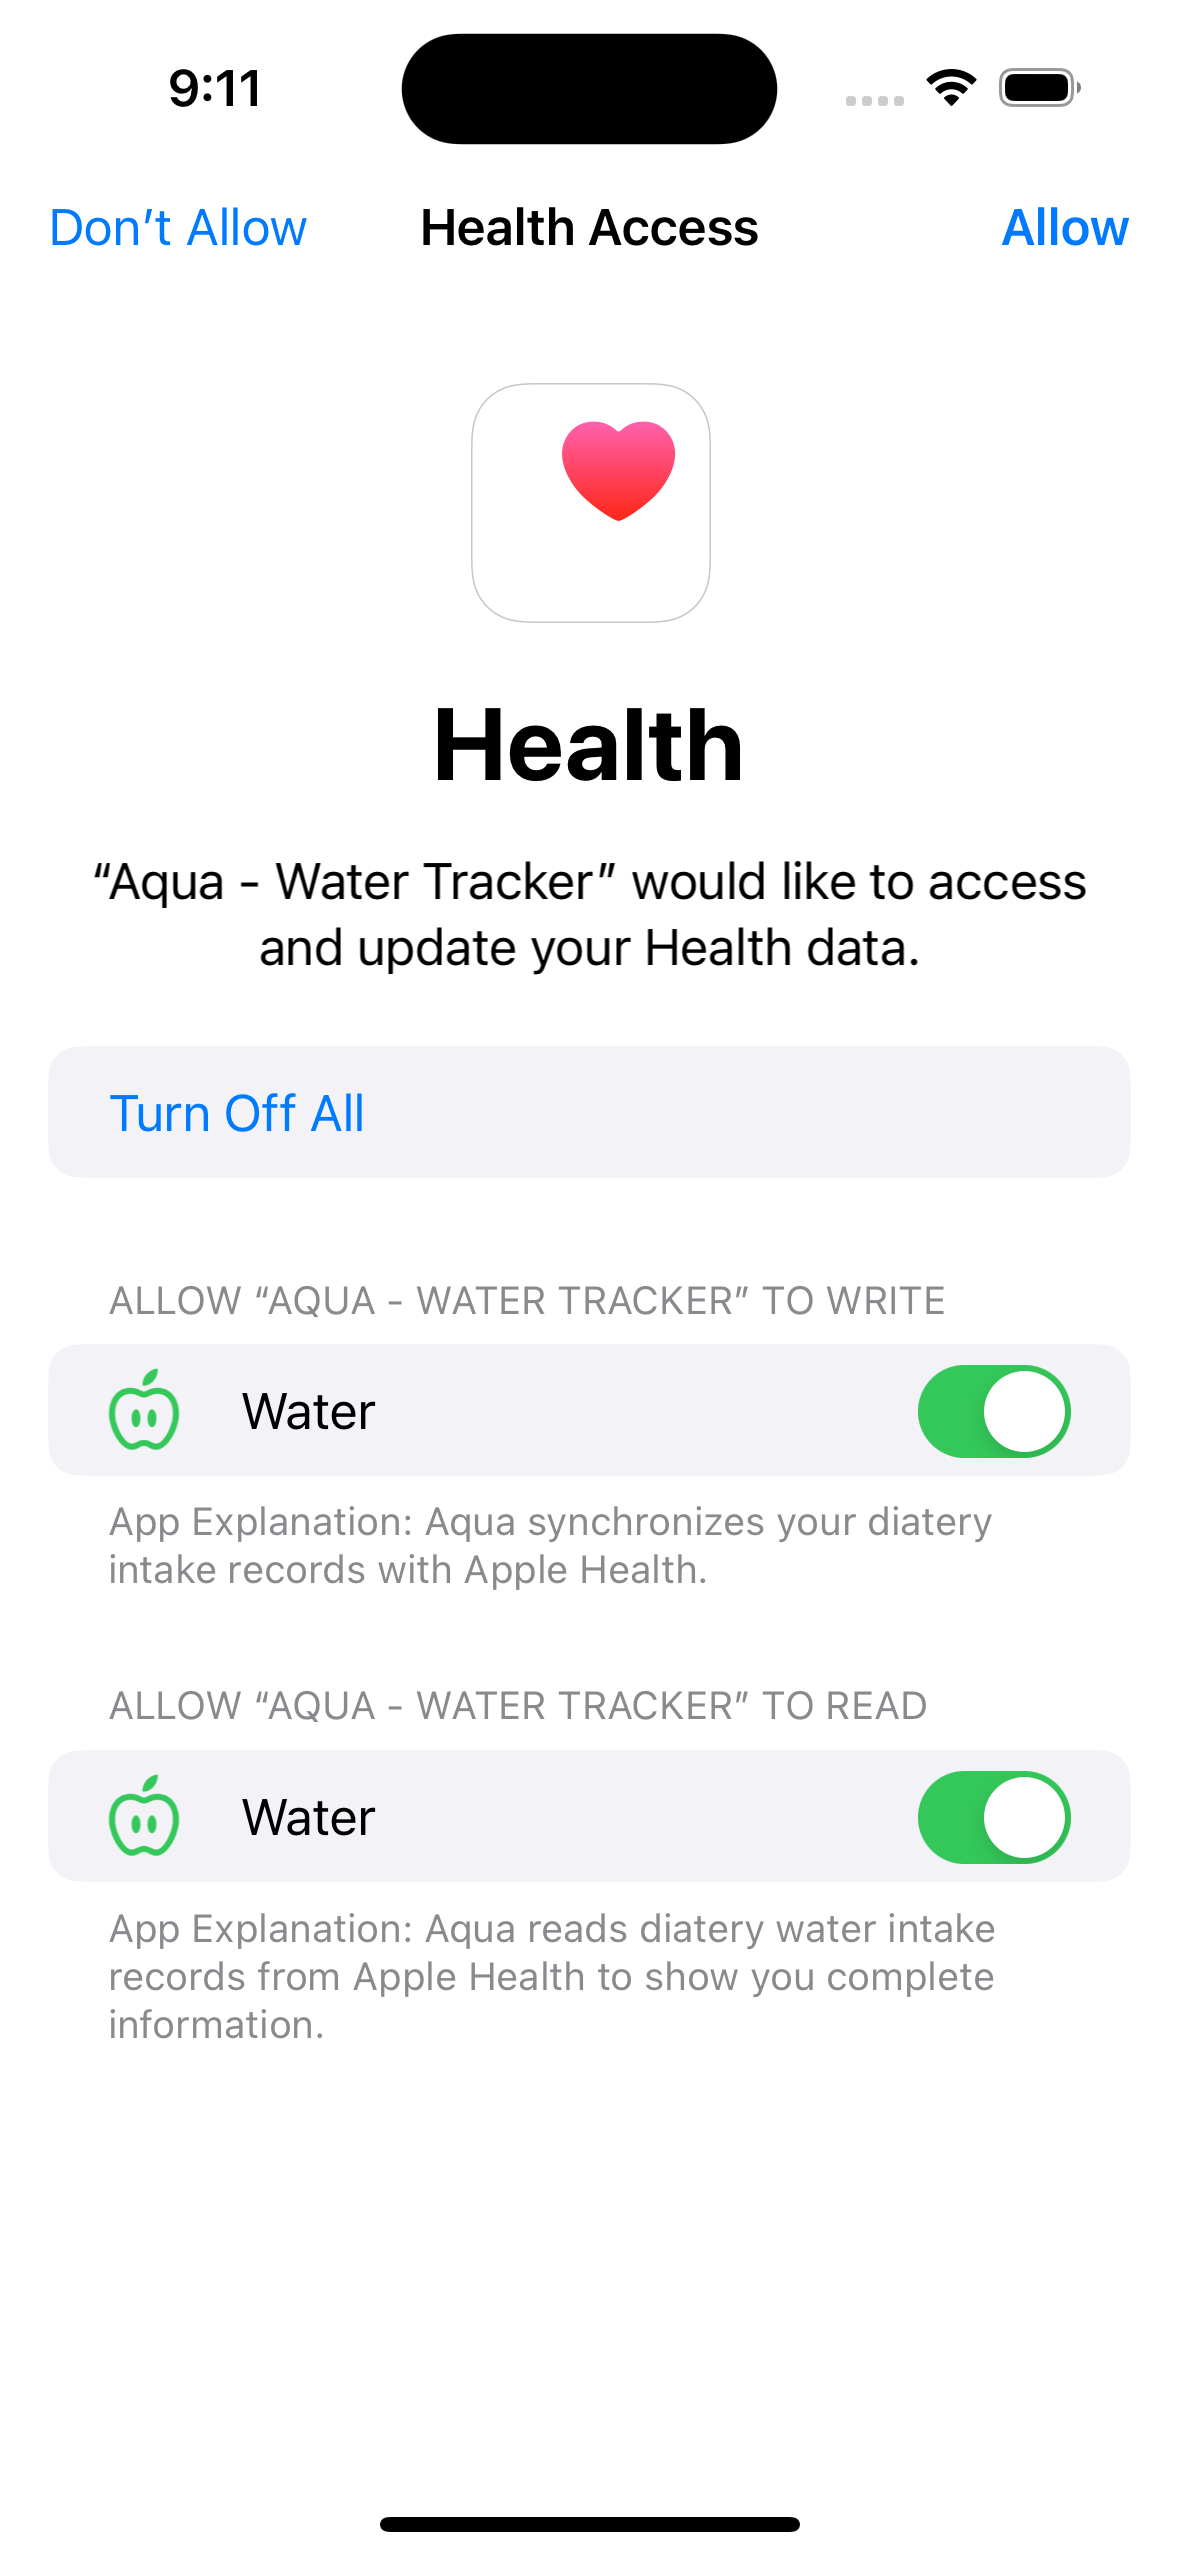 9:11
Don’t Allow
Health Access
Allow
Health
“Aqua - Water Tracker” would like to access
and update your Health data.
Turn Off All
ALLOW “AQUA - WATER TRACKER” TO WRITE
Water
App Explanation: Aqua synchronizes your diatery
intake records with Apple Health.
ALLOW “AQUA - WATER TRACKER” TO READ
Water
App Explanation: Aqua reads diatery water intake
records from Apple Health to show you complete
information.